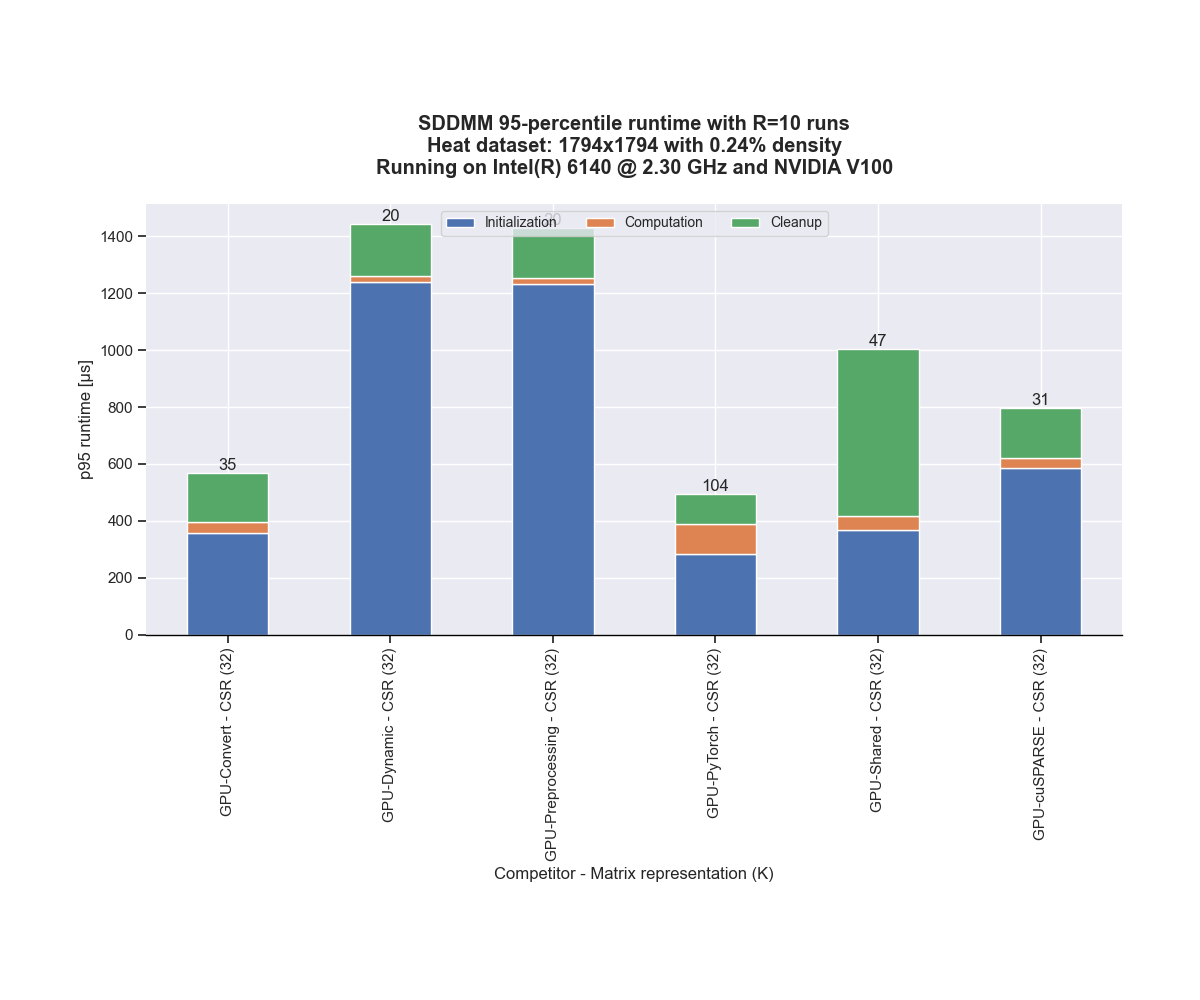 SDDMM 95-percentile runtime with R=10 runs
Heat dataset: 1794x1794 with 0.24% density
Running on Intel(R) 6140 @ 2.30 GHz and NVIDIA V100
Initialization
Computation
Cleanup
p95 runtime [µs]
1400
1200
1000
800
600
400
200
0
35
20
20
104
47
31
GPU-Convert - CSR (32)
GPU-Dynamic - CSR (32)
GPU-Preprocessing - CSR (32)
GPU-PyTorch - CSR (32)
GPU-Shared - CSR (32)
GPU-cuSPARSE - CSR (32)
Competitor - Matrix representation (K)